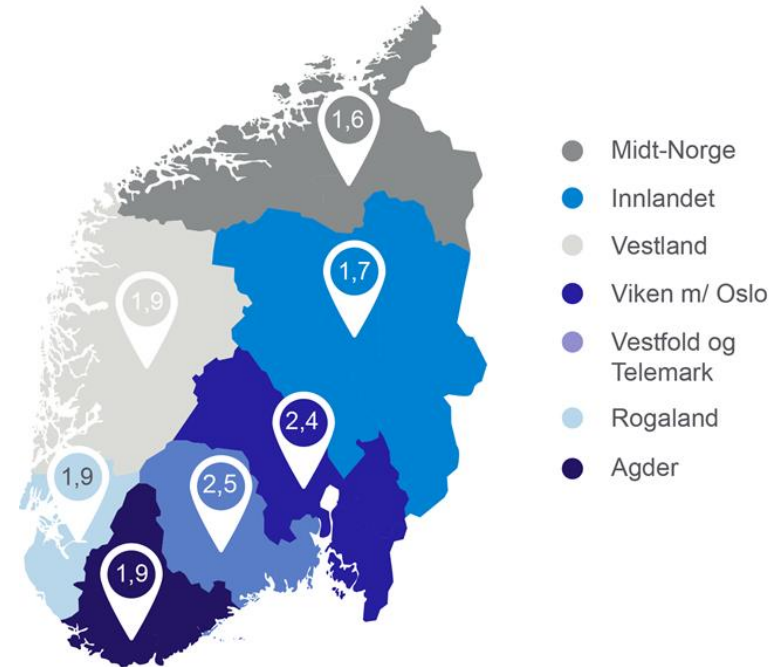 1,6
1,7
1,9
2,4
1,9
2,5
1,9
Midt-Norge
Innlandet
Vestland
Viken m/ Oslo
Vestfold og
Telemark
Rogaland
Agder